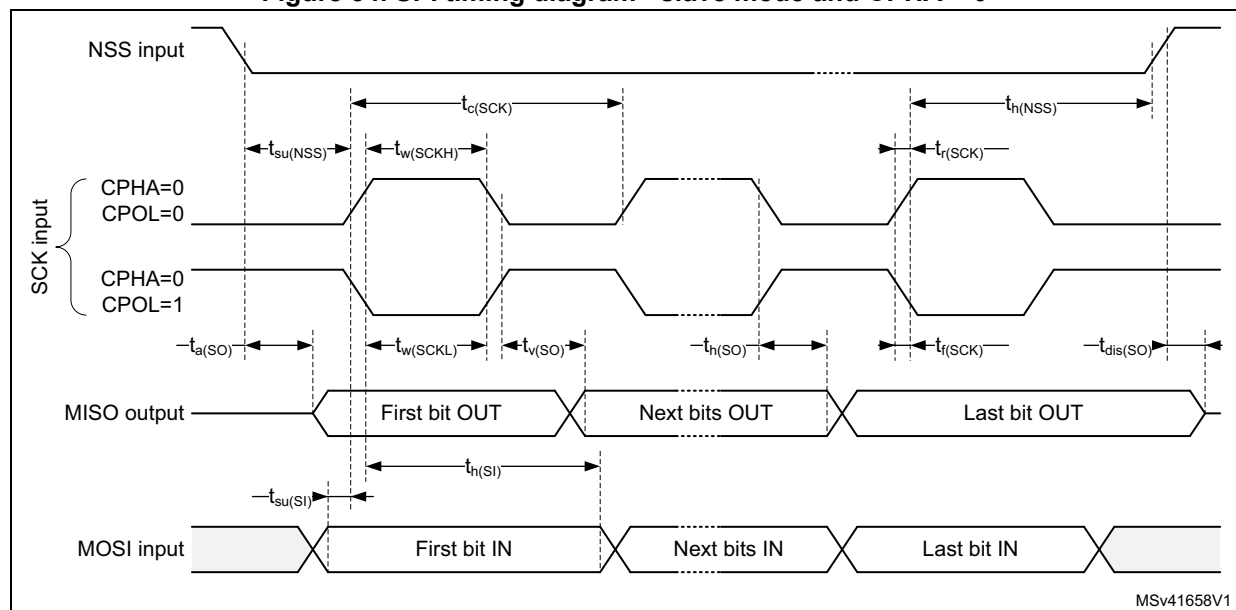 SPI timing diagram - slave mode and CPHA = 0
NSS input
tc(SCK)
th(NSS)
tsu(NSS)
tw(SCKH)
tr(SCK)
SCK input
CPHA=0
CPOL=0
CPHA=0
CPOL=1
ta(SO)
tw(SCKL)
tv(SO)
th(SO)
tf(SCK)
tdis(SO)
MISO output
First bit OUT
Next bits OUT
Last bit OUT
th(SI)
tsu(SI)
MOSI input
First bit IN
Next bits IN
Last bit IN
MSv41658V1